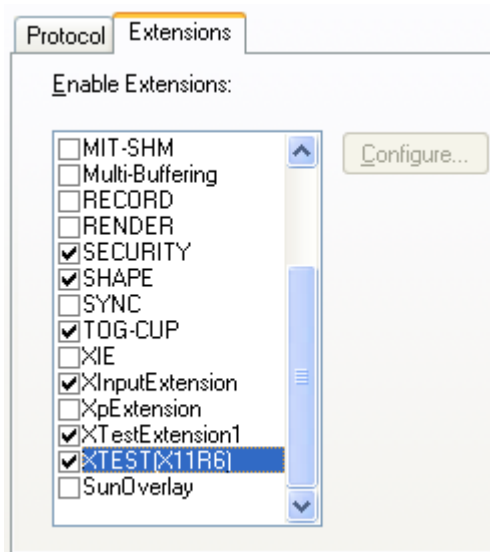 Protocol Extensions
Enable Extensions:
MIT-SHM
Configure...
Multi-Buffering
RECORD
RENDER
SECURITY
SHAPE
SYNC
TOG-CUP
XIE
XInputExtension
XpExtension
XTestExtension1
XTEST(X11R6)
SunOverlay